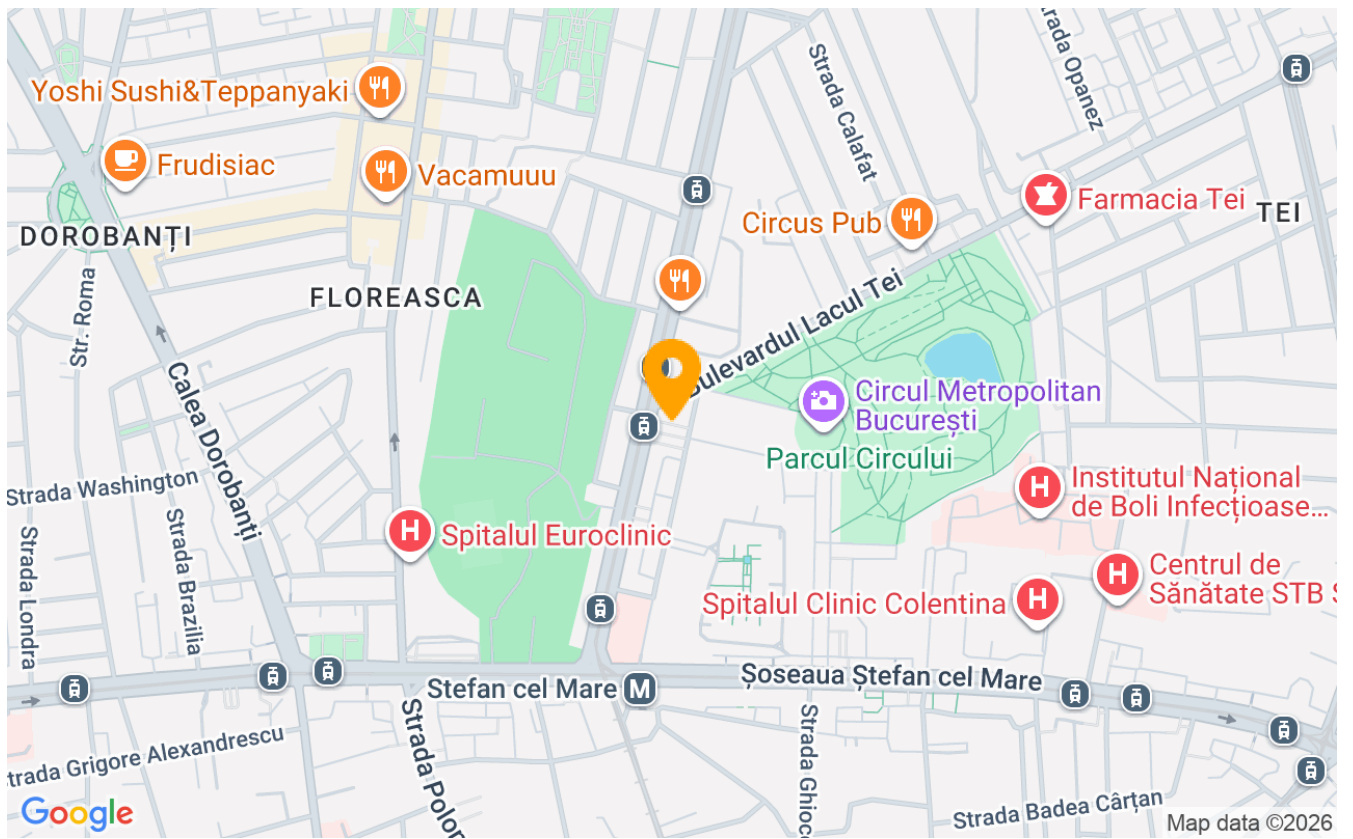 Strada Calafat
Strada Opanez
Yoshi Sushi&Teppanyaki
Frudisiac
Vacamuuu
Farmacia Tei
TEI
Circus Pub
DOROBANȚI
FLOREASCA
Str. Roma
Bulevardul Lacul Tei
Calea Dorobanți
Circul Metropolitan
București
Parcul Circului
Strada Washington
Institutul Național
de Boli Infecțioase...
Spitalul Euroclinic
Strada Londra
Strada Brazilia
Centrul de
Sănătate STB S
Spitalul Clinic Colentina
Ștefan cel Mare
Șoseaua Ștefan cel Mare
Strada Grigore Alexandrescu
Strada Polon
Strada Ghioc
Strada Badea Cârțan
Google
Map data ©2026